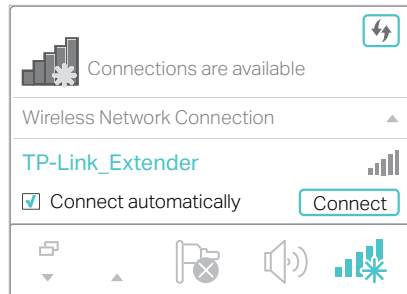 Connections are available
Wireless Network Connection
TP-Link_Extender
Connect automatically
Connect